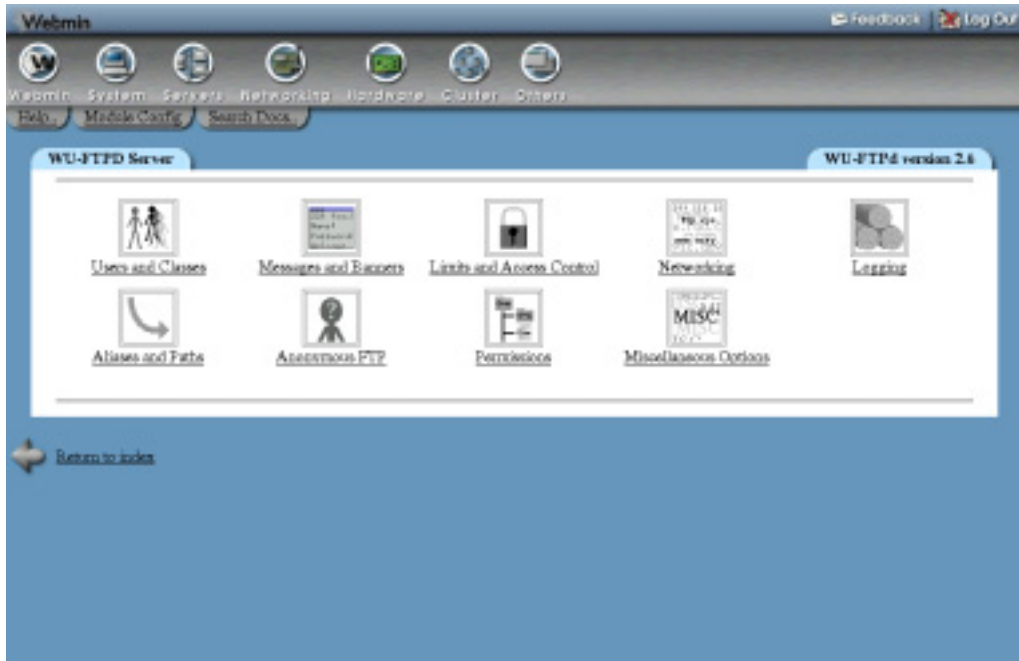 Webmin
Feedback Log Out
Webmin System Servers Networking Hardware Cluster Others
Help.. Module Config Search Docs..
WU-FTPD Server
WU-FTPd version 2.6
Users and Classes
Messages and Banners
Limits and Access Control
Networking
Logging
MISC
Aliases and Paths
Anonymous FTP
Permissions
Miscellaneous Options
Return to index